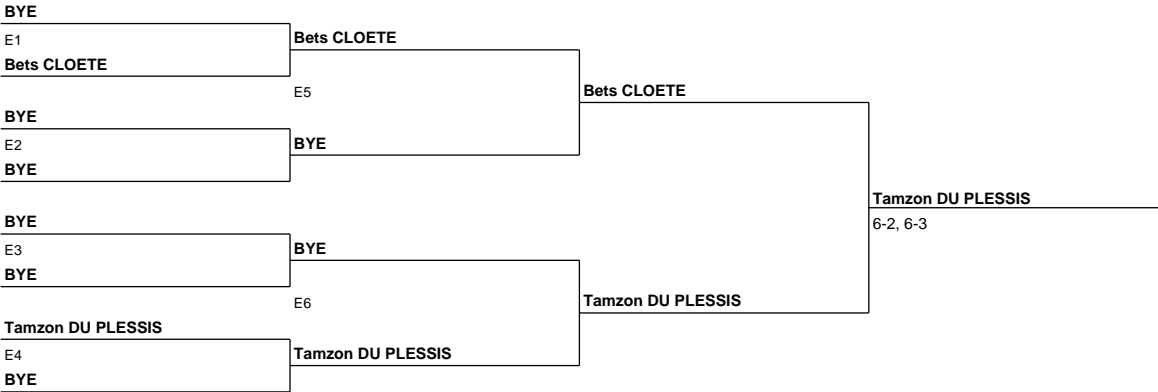 BYE
E1
Bets CLOETE
Bets CLOETE
E5
Bets CLOETE
BYE
E2
BYE
BYE
Tamzon DU PLESSIS
6-2, 6-3
BYE
E3
BYE
BYE
E6
Tamzon DU PLESSIS
Tamzon DU PLESSIS
E4
Tamzon DU PLESSIS
BYE